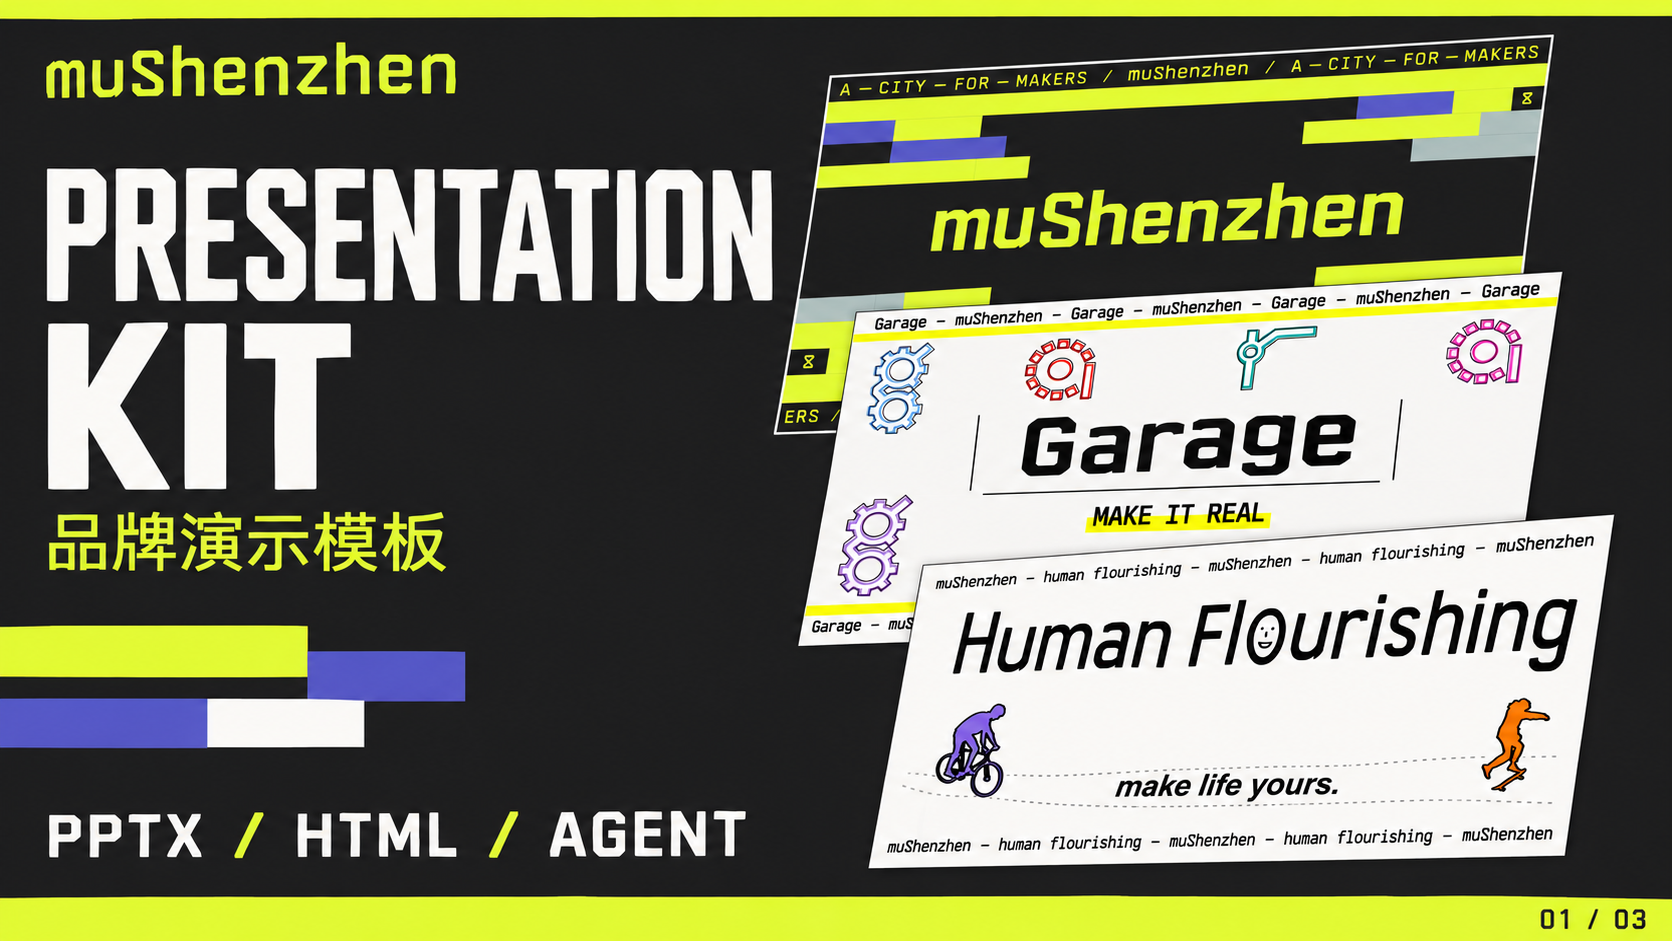 muShenzhen
PRESENTATION
KIT
品牌演示模板
PPTX / HTML / AGENT
A — CITY — FOR — MAKERS / muShenzhen / A — CITY — FOR — MAKERS
muShenzhen
ERS /
Garage — muShenzhen — Garage — muShenzhen — Garage — muShenzhen — Garage
Garage
MAKE IT REAL
Garage — muS
muShenzhen — human flourishing — muShenzhen — human flourishing — muShenzhen
Human Flourishing
make life yours.
muShenzhen — human flourishing — muShenzhen — human flourishing — muShenzhen
01 / 03